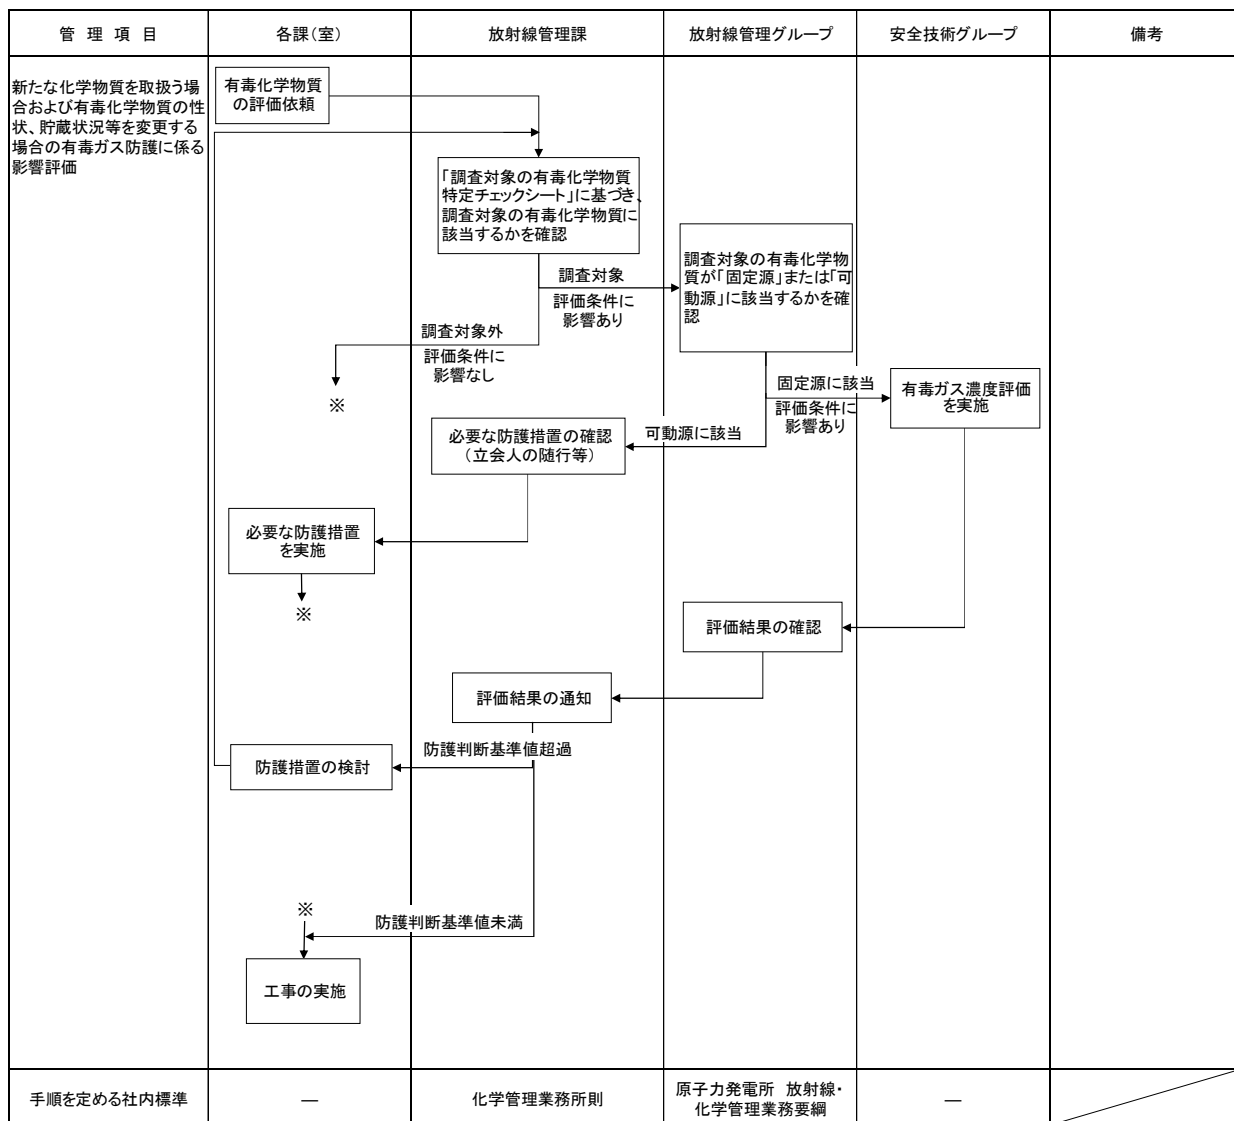 管 理 項 目
各課(室)
放射線管理課
放射線管理グループ
安全技術グループ
備考
新たな化学物質を取扱う場
合および有毒化学物質の性
状、貯蔵状況等を変更する
場合の有毒ガス防護に係る
影響評価
有毒化学物質
の評価依頼
「調査対象の有毒化学物質
特定チェックシート」に基づき、
調査対象の有毒化学物質に
該当するかを確認
調査対象の有毒化学物
質が「固定源」または「可
動源」に該当するかを確
認
調査対象
評価条件に
影響あり
調査対象外
評価条件に
影響なし
※
固定源に該当
評価条件に
影響あり
有毒ガス濃度評価
を実施
可動源に該当
必要な防護措置の確認
(立会人の随行等)
必要な防護措置
を実施
※
評価結果の確認
評価結果の通知
防護判断基準値超過
防護措置の検討
※
防護判断基準値未満
工事の実施
手順を定める社内標準
―
化学管理業務所則
原子力発電所 放射線・
化学管理業務要綱
―